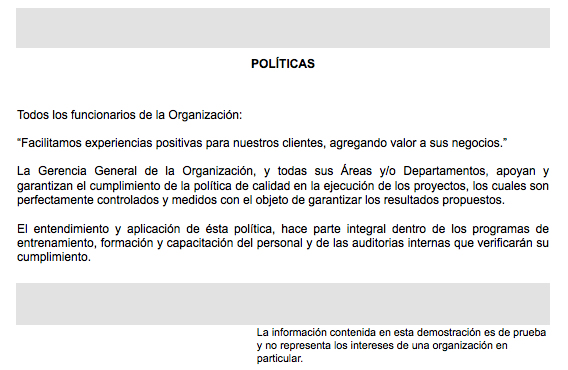 POLÍTICAS
Todos los funcionarios de la Organización:
“Facilitamos experiencias positivas para nuestros clientes, agregando valor a sus negocios.”
La Gerencia General de la Organización, y todas sus Áreas y/o Departamentos, apoyan y
garantizan el cumplimiento de la política de calidad en la ejecución de los proyectos, los cuales son
perfectamente controlados y medidos con el objeto de garantizar los resultados propuestos.
El entendimiento y aplicación de ésta política, hace parte integral dentro de los programas de
entrenamiento, formación y capacitación del personal y de las auditorias internas que verificarán su
cumplimiento.
La información contenida en esta demostración es de prueba
y no representa los intereses de una organización en
particular.